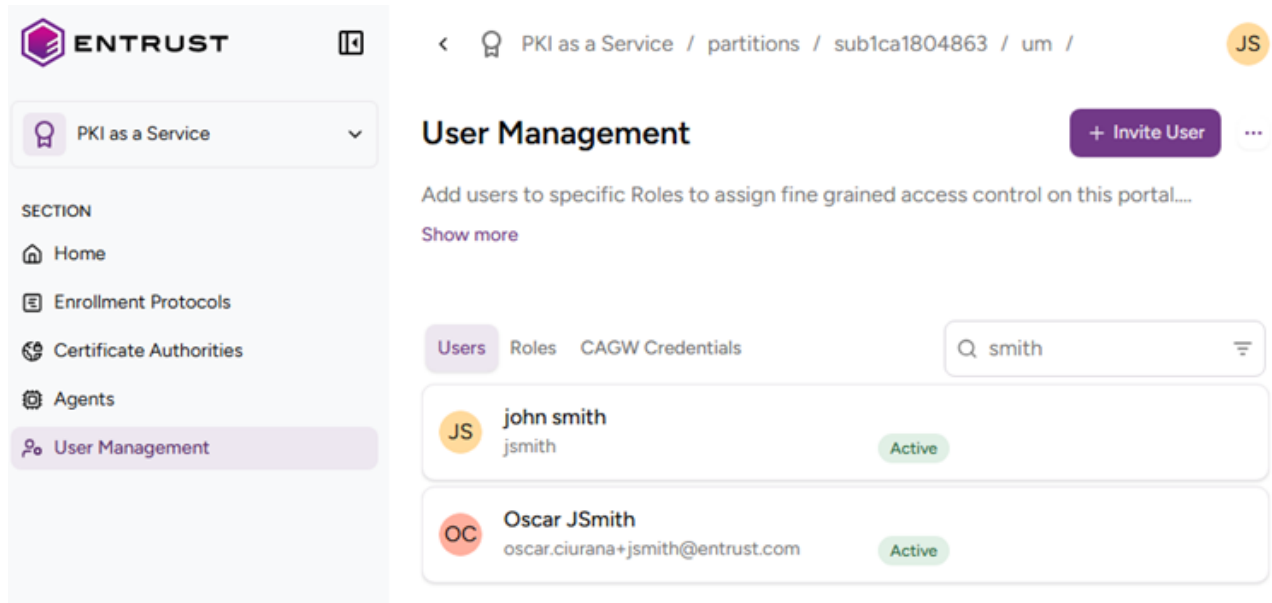 ENTRUST
PKI as a Service / partitions / sub1ca1804863 / um /
JS
PKI as a Service
User Management
+ Invite User
...
Add users to specific Roles to assign fine grained access control on this portal....
Show more
SECTION
Home
Enrollment Protocols
Certificate Authorities
Agents
User Management
Users
Roles
CAGW Credentials
smith
JS
john smith
jsmith
Active
OC
Oscar JSmith
oscar.ciurana+jsmith@entrust.com
Active